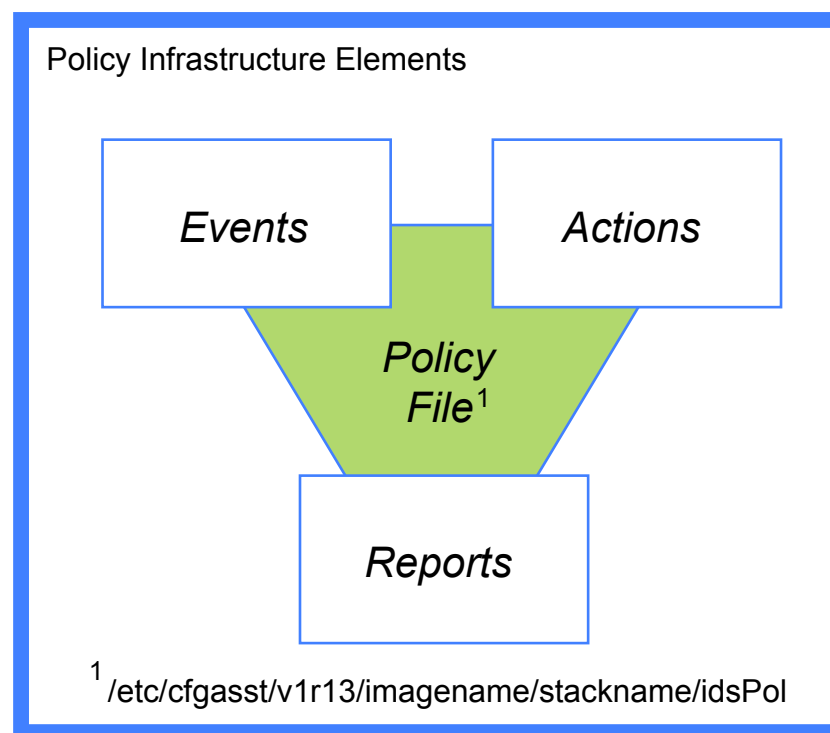 Policy Infrastructure Elements
Events
Actions
Policy
File¹
Reports
¹ /etc/cfgasst/v1r13/imagename/stackname/idsPol